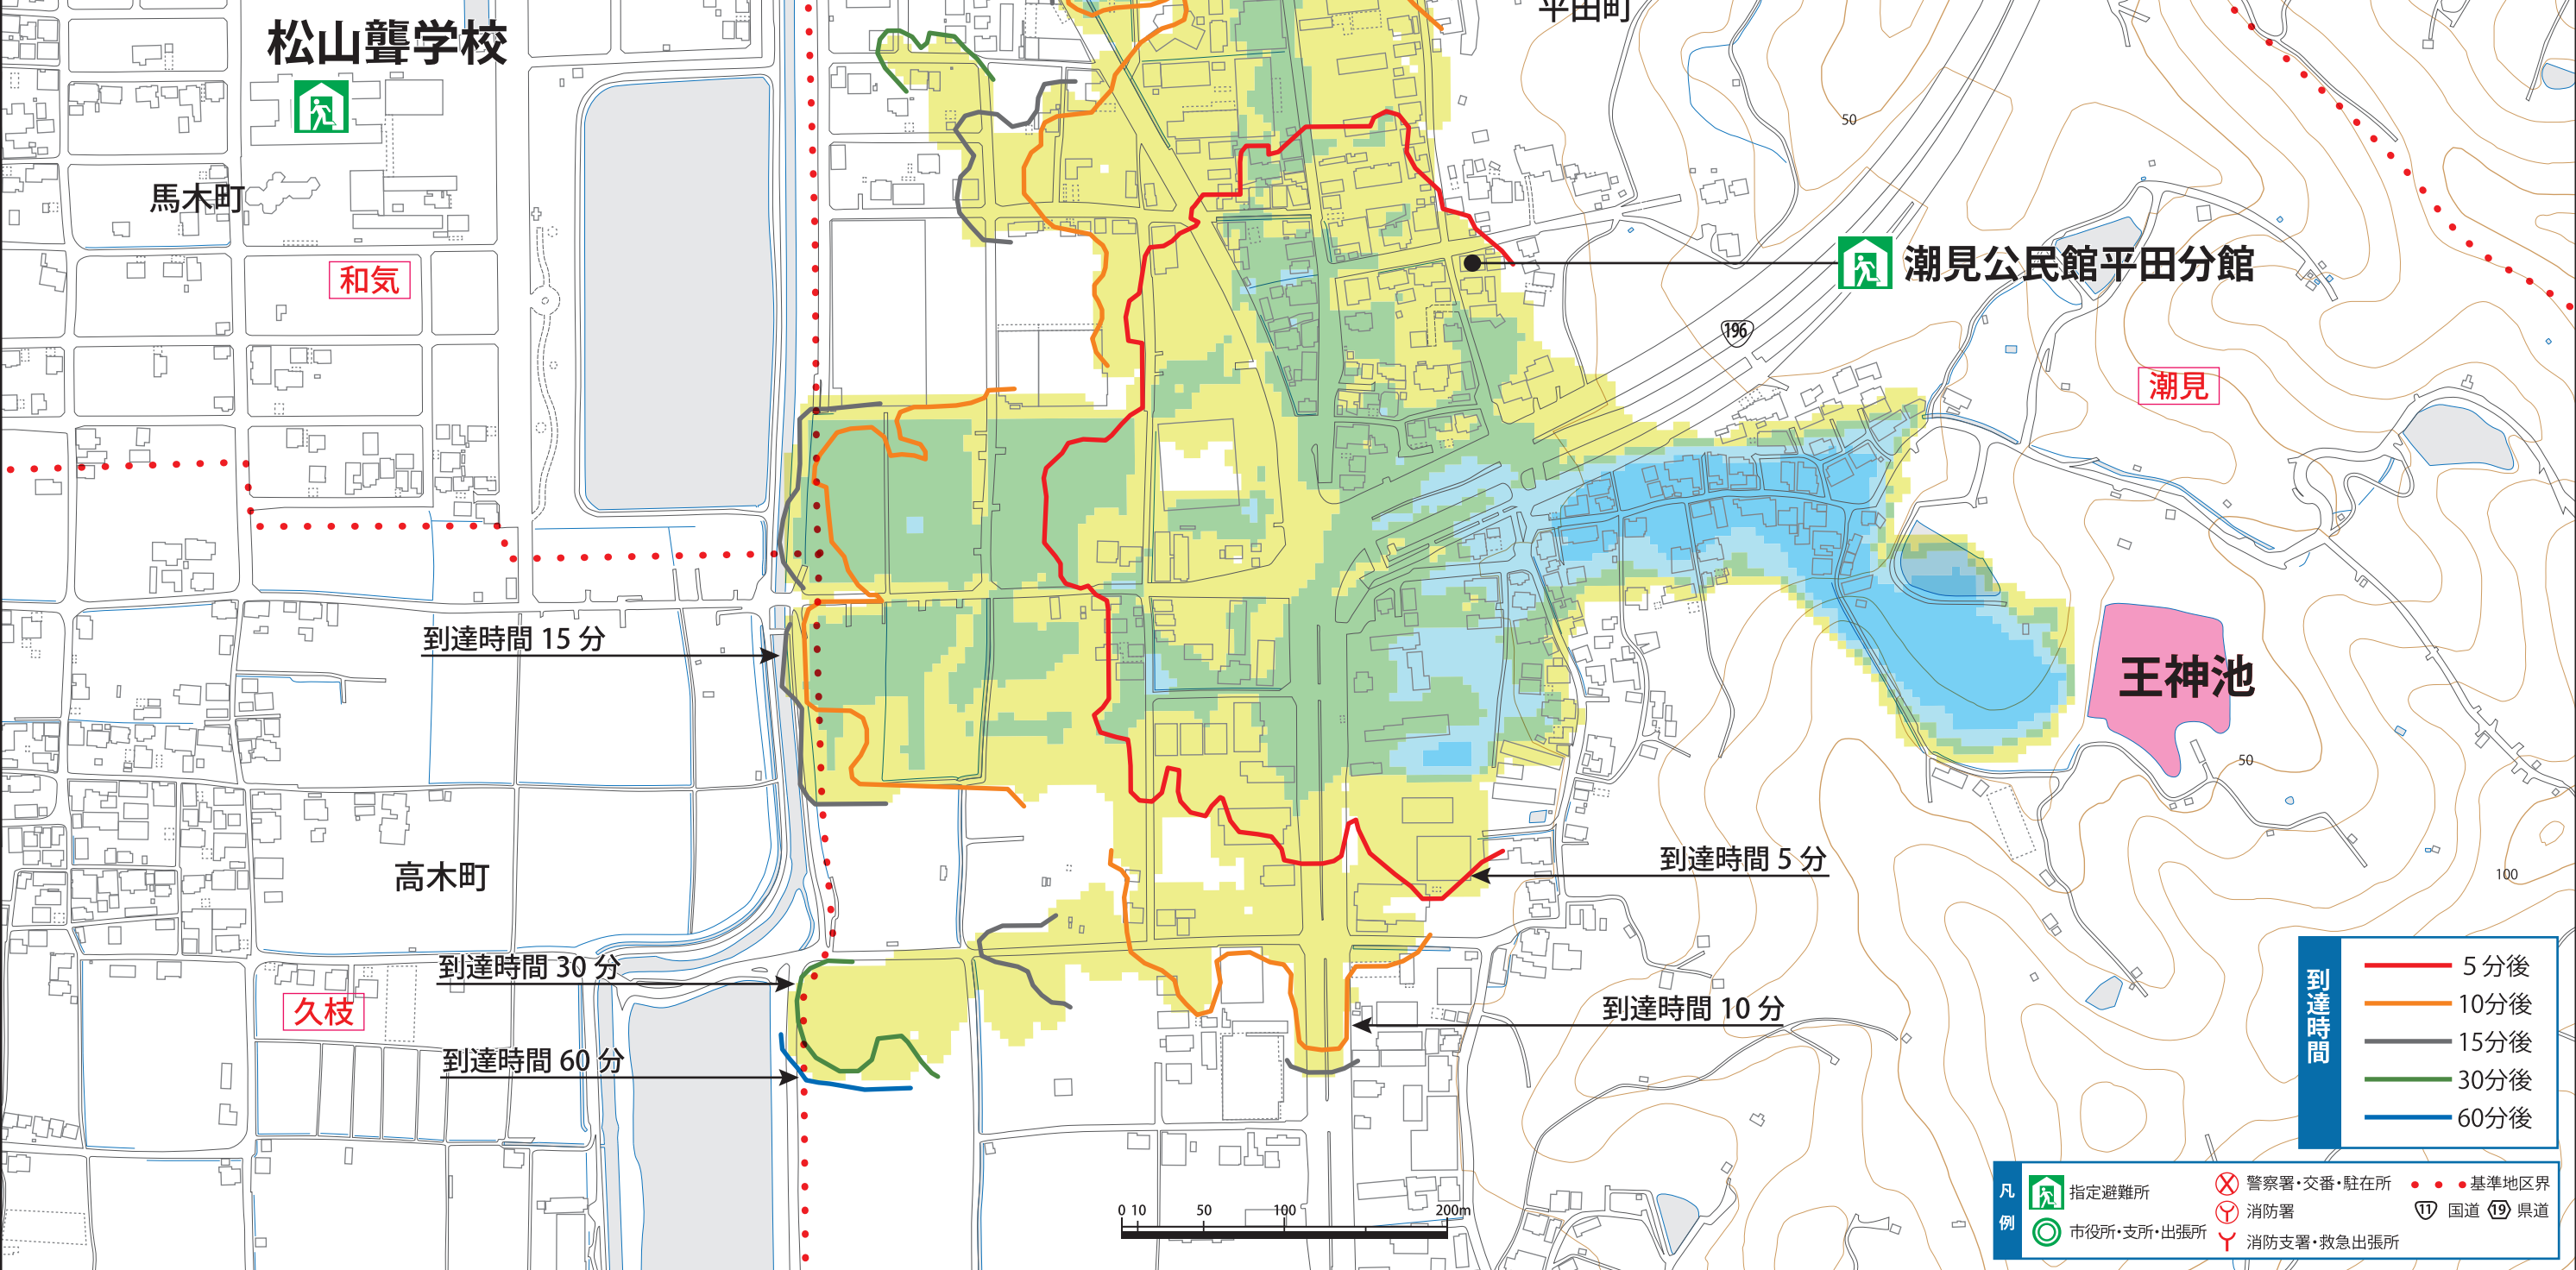 平田町
松山聾学校
50
馬木町
潮見公民館平田分館
和気
196
潮見
到達時間 15 分
王神池
50
到達時間 5 分
高木町
100
到達時間 30 分
久枝
到達時間 10 分
到達時間 60 分
到達時間
5 分後
10分後
15分後
30分後
60分後
0 10 50 100 200m
凡例
指定避難所
市役所・支所・出張所
警察署・交番・駐在所
消防署
消防支署・救急出張所
基準地区界
11 国道 19 県道